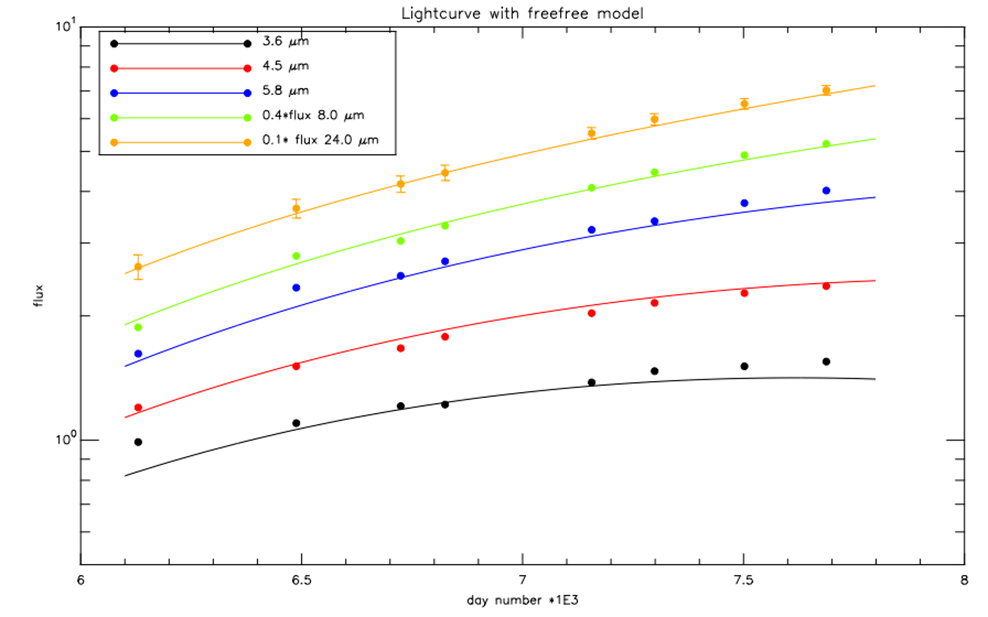 Lightcurve with freefree model
10¹
3.6 μm
4.5 μm
5.8 μm
0.4*flux 8.0 μm
0.1* flux 24.0 μm
flux
10⁰
6 6.5 7 7.5 8
day number *1E3